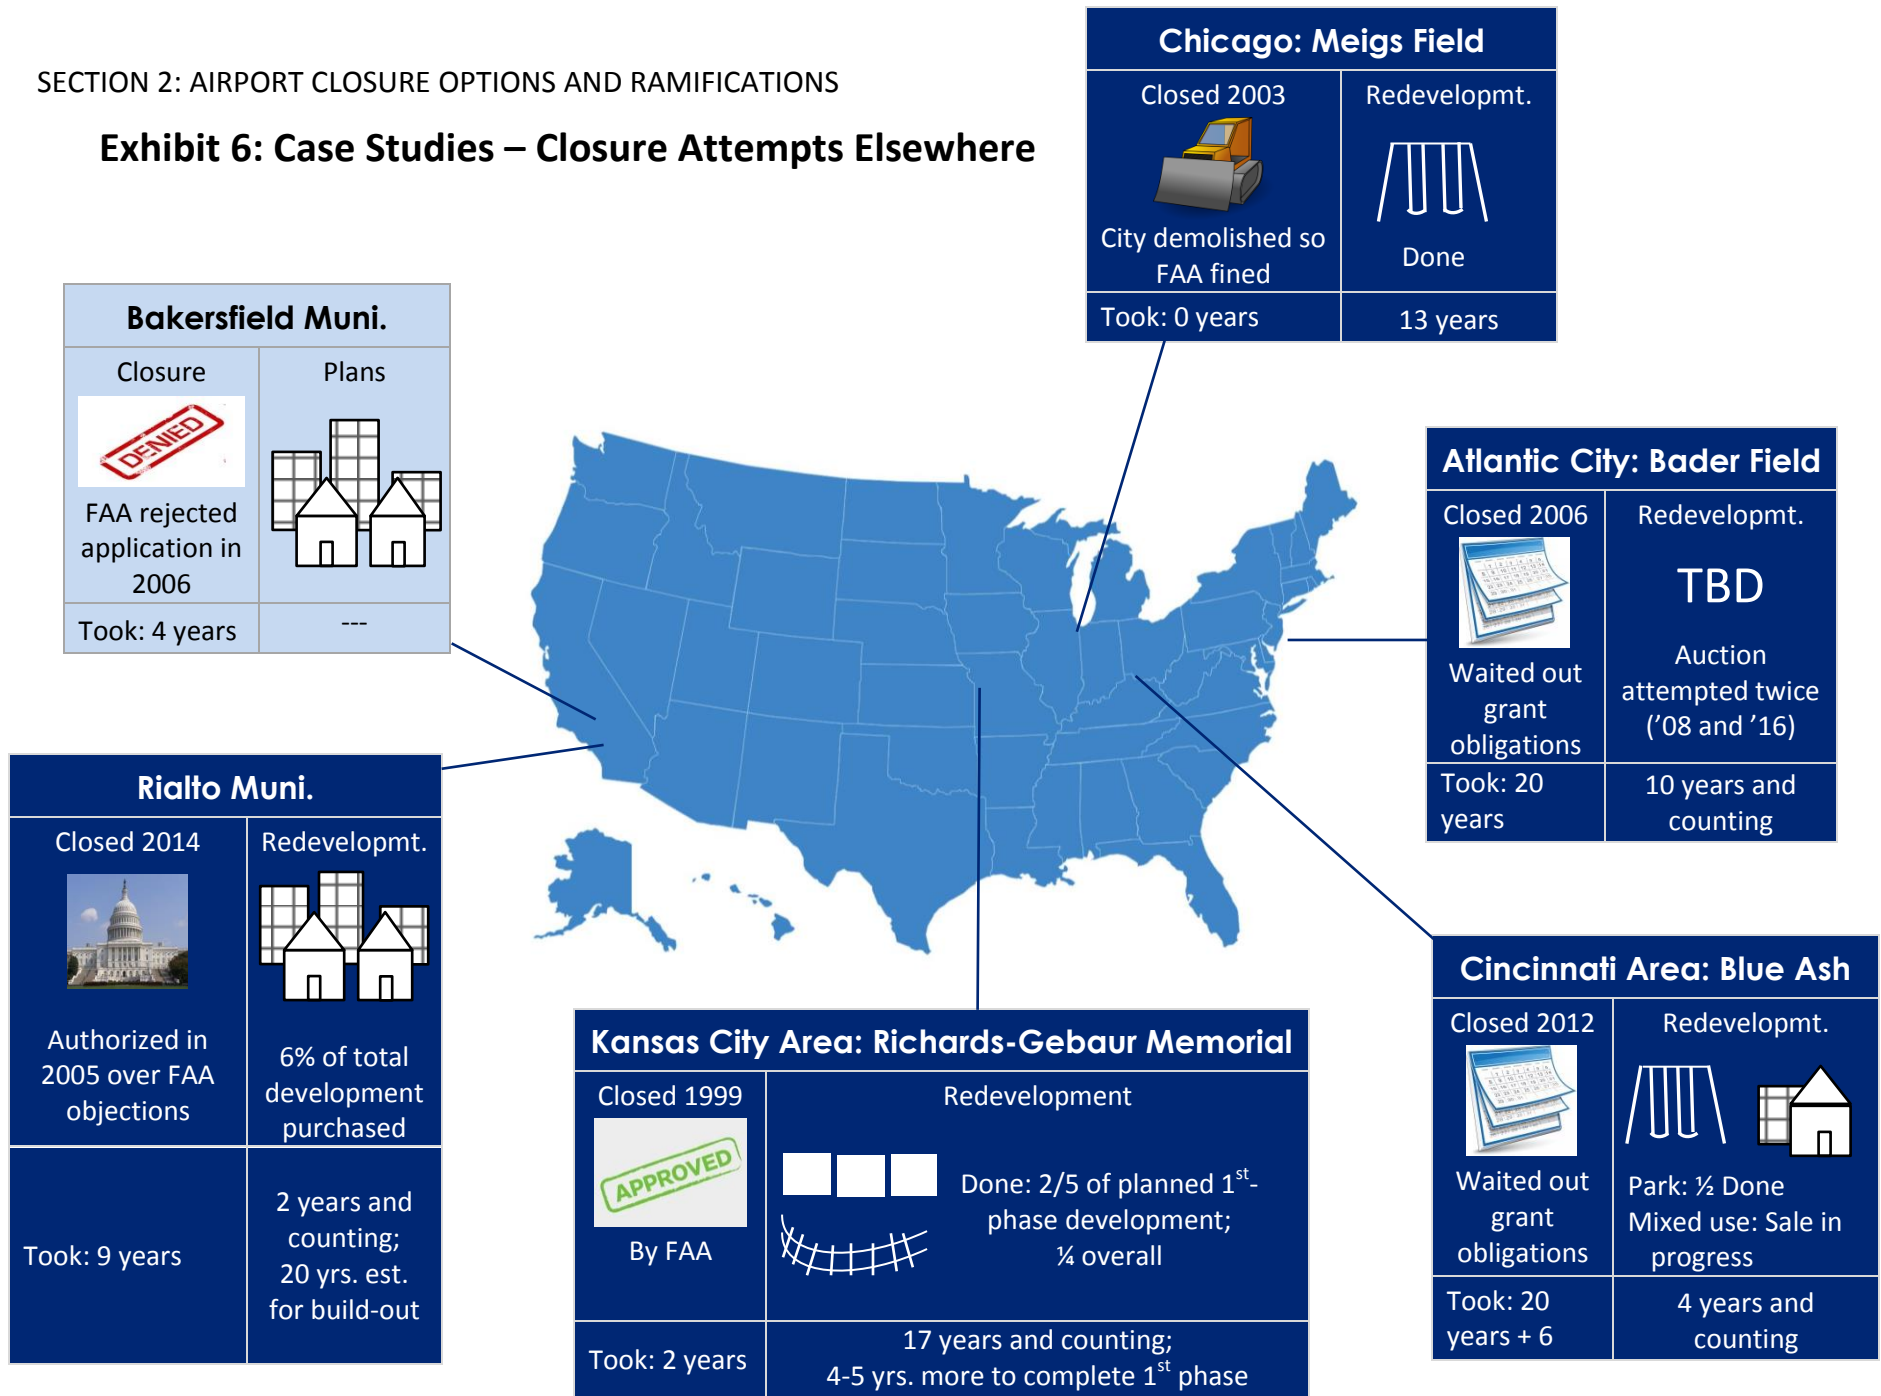 SECTION 2: AIRPORT CLOSURE OPTIONS AND RAMIFICATIONS
Exhibit 6: Case Studies – Closure Attempts Elsewhere
Chicago: Meigs Field
Closed 2003
City demolished so
FAA fined
Redevelopmt.
Done
Took: 0 years
13 years
Bakersfield Muni.
Closure
DENIED
FAA rejected
application in
2006
Plans
Took: 4 years
---
Atlantic City: Bader Field
Closed 2006
Waited out
grant
obligations
Redevelopmt.
TBD
Auction
attempted twice
(’08 and ’16)
Took: 20
years
10 years and
counting
Rialto Muni.
Closed 2014
Authorized in
2005 over FAA
objections
Redevelopmt.
6% of total
development
purchased
Took: 9 years
2 years and
counting;
20 yrs. est.
for build-out
Kansas City Area: Richards-Gebaur Memorial
Closed 1999
APPROVED
By FAA
Redevelopment
Done: 2/5 of planned 1st-
phase development;
¼ overall
Took: 2 years
17 years and counting;
4-5 yrs. more to complete 1st phase
Cincinnati Area: Blue Ash
Closed 2012
Waited out
grant
obligations
Redevelopmt.
Park: ½ Done
Mixed use: Sale in
progress
Took: 20
years + 6
4 years and
counting